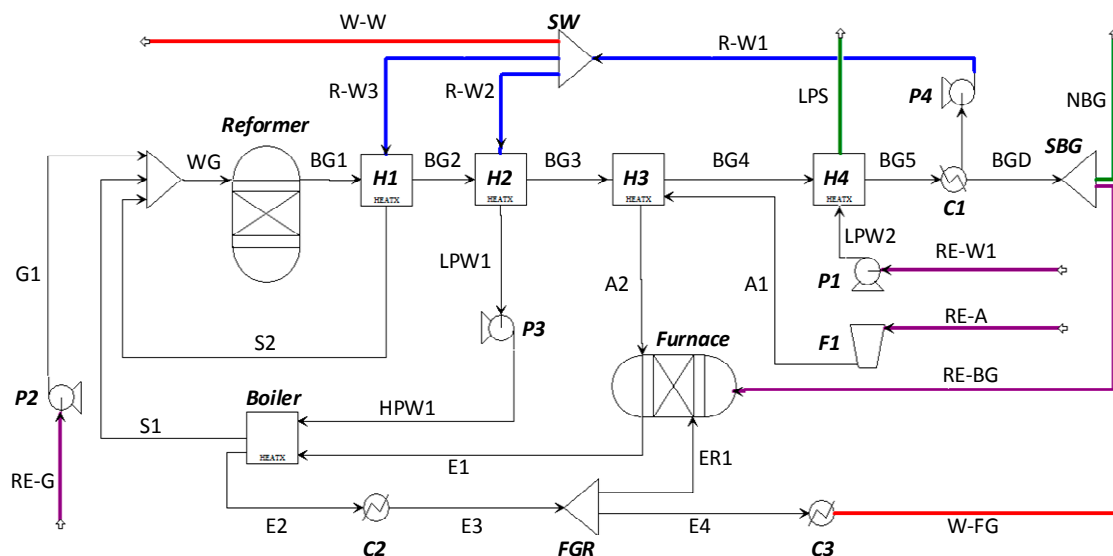 W-W
SW
R-W1
R-W3
R-W2
LPS
P4
NBG
Reformer
SBG
WG
BG1
H1
HEATX
BG2
H2
HEATX
BG3
H3
HEATX
BG4
H4
HEATX
BG5
C1
BGD
G1
LPW1
A2
A1
LPW2
P1
RE-W1
S2
P3
Furnace
F1
RE-A
P2
Boiler
HEATX
HPW1
RE-BG
S1
E1
ER1
RE-G
E2
C2
E3
FGR
E4
C3
W-FG